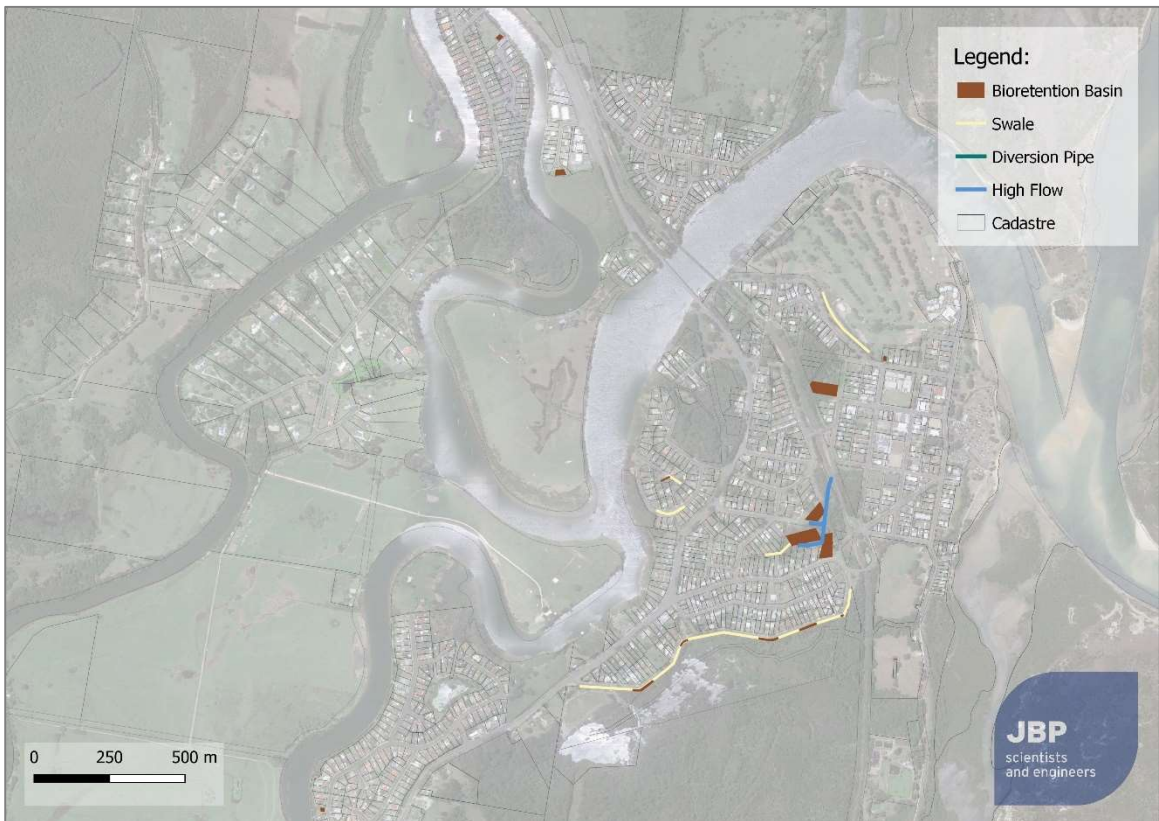 Legend:
Bioretention Basin
Swale
Diversion Pipe
High Flow
Cadastre
0 250 500 m
JBP
scientists
and engineers